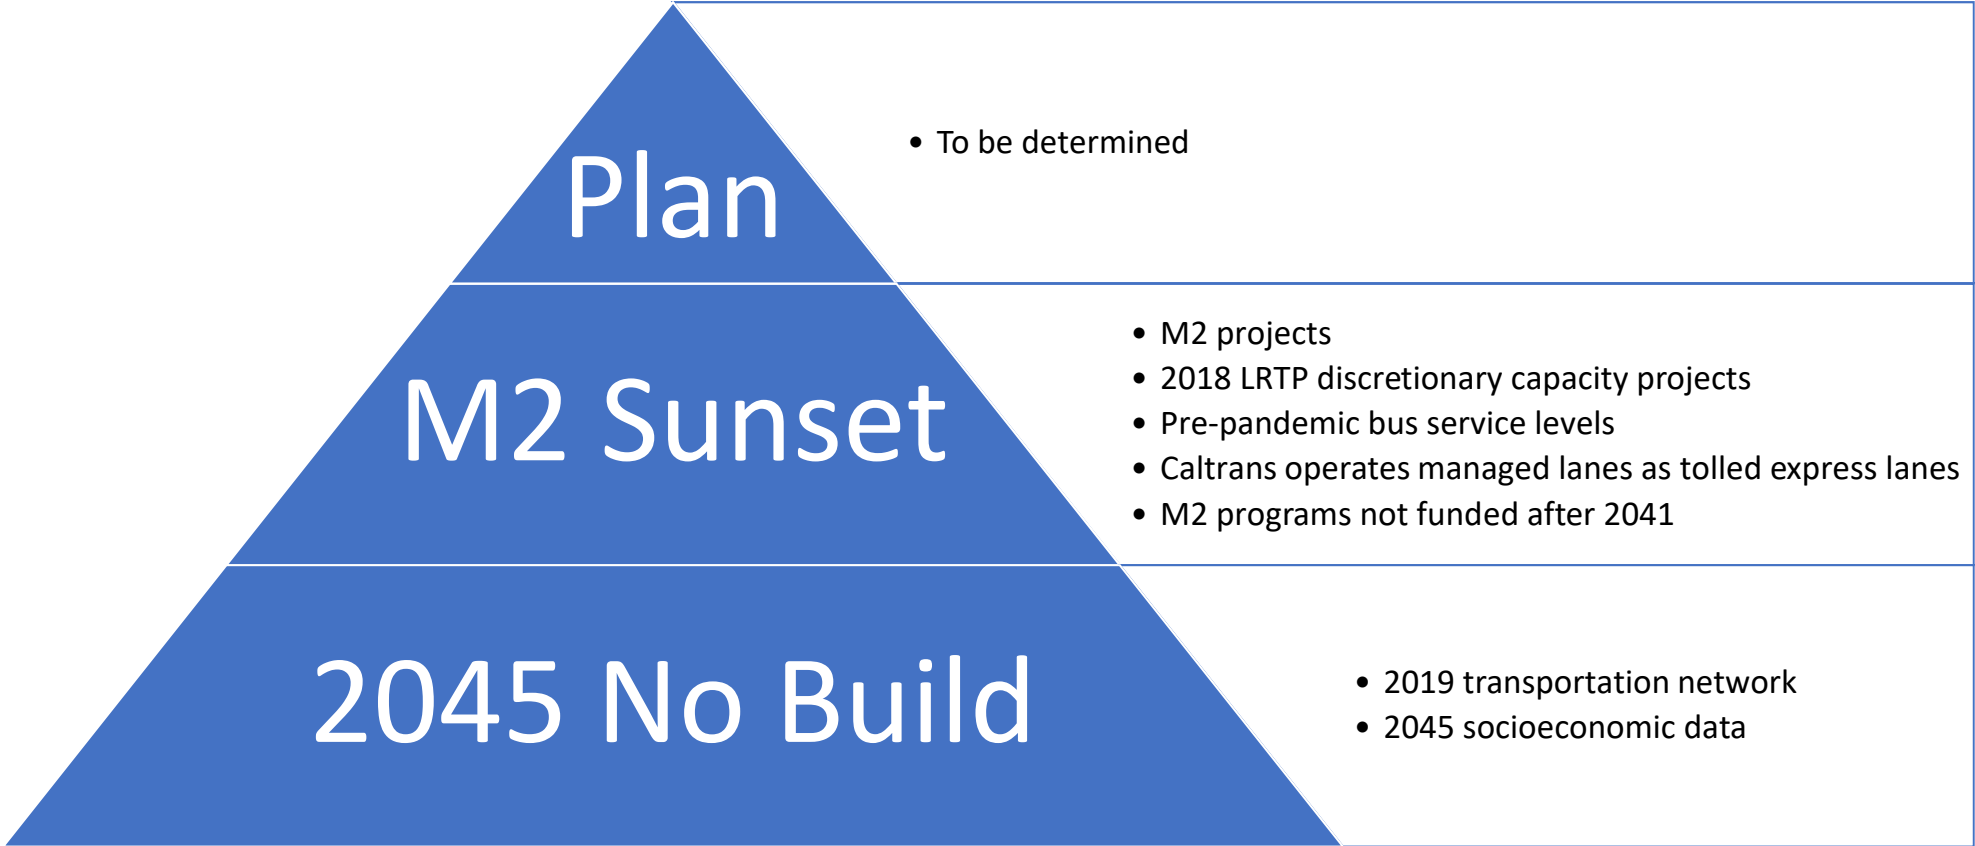 Plan
• To be determined
M2 Sunset
• M2 projects
• 2018 LRTP discretionary capacity projects
• Pre-pandemic bus service levels
• Caltrans operates managed lanes as tolled express lanes
• M2 programs not funded after 2041
2045 No Build
• 2019 transportation network
• 2045 socioeconomic data